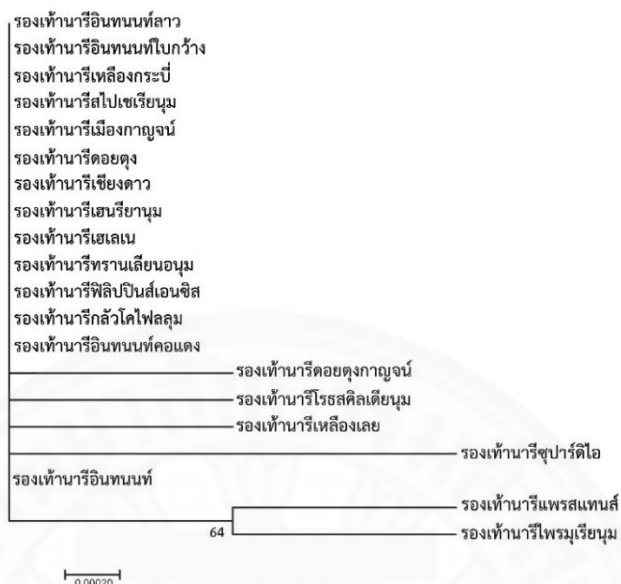 รองเท้านารีอินทนนท์ลาว
รองเท้านารีอินทนนท์ใบกว้าง
รองเท้านารีเหลืองกระบี่
รองเท้านารีสไปเซเรียนุม
รองเท้านารีเมืองกาญจน์
รองเท้านารีดอยตุง
รองเท้านารีเชียงดาว
รองเท้านารีเฮนรียานุม
รองเท้านารีเฮเลเน
รองเท้านารีทรานเลียนอนุม
รองเท้านารีฟิลิปปินส์เอนซิส
รองเท้านารีกลัวโคไฟลลุม
รองเท้านารีอินทนนท์คอแดง
รองเท้านารีดอยตุงกาญจน์
รองเท้านารีโรธสคิลเดียนุม
รองเท้านารีเหลืองเลย
รองเท้านารีซุปาร์ดิไอ
รองเท้านารีอินทนนท์
รองเท้านารีแพรสแทนส์
64
รองเท้านารีไพรมุเรียนุม
0.00020